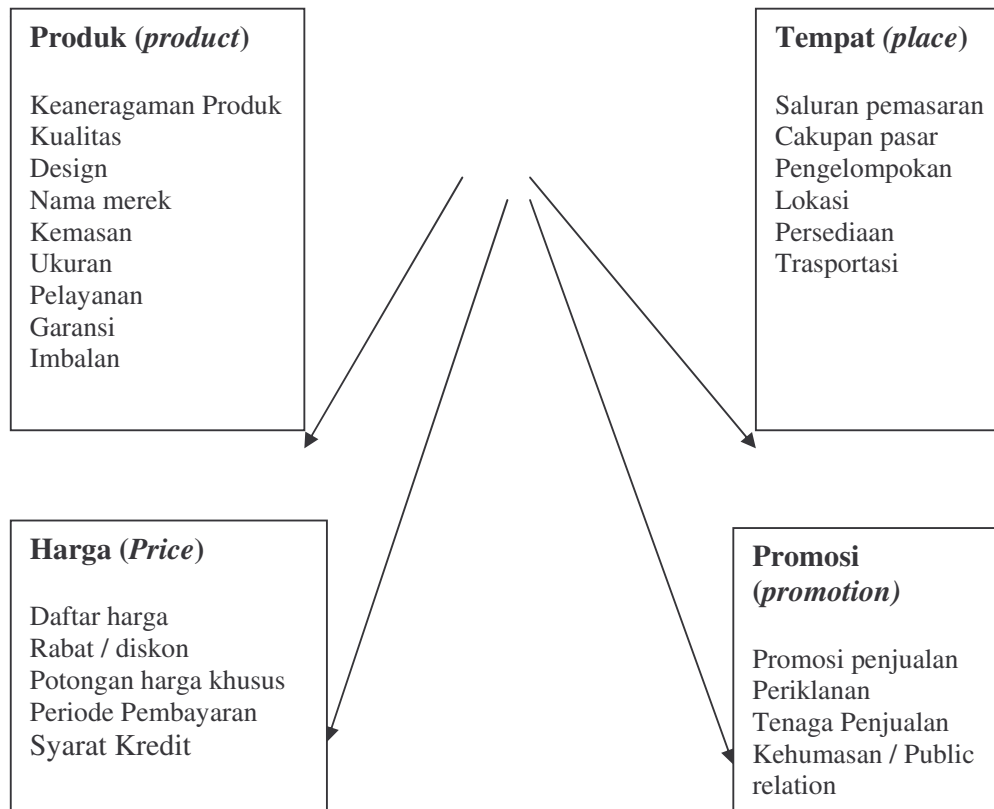 Produk (product)
Keaneragaman Produk
Kualitas
Design
Nama merek
Kemasan
Ukuran
Pelayanan
Garansi
Imbalan
Tempat (place)
Saluran pemasaran
Cakupan pasar
Pengelompokan
Lokasi
Persediaan
Trasportasi
Harga (Price)
Daftar harga
Rabat / diskon
Potongan harga khusus
Periode Pembayaran
Syarat Kredit
Promosi
(promotion)
Promosi penjualan
Periklanan
Tenaga Penjualan
Kehumasan / Public
relation